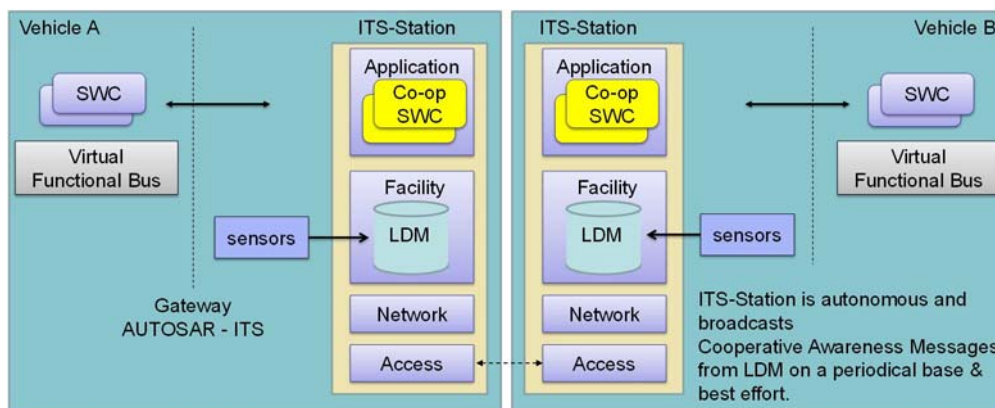 Vehicle A
ITS-Station
SWC
Virtual
Functional Bus
sensors
Gateway
AUTOSAR - ITS
Application
Co-op
SWC
Facility
LDM
Network
Access
ITS-Station
Vehicle B
Application
Co-op
SWC
Facility
LDM
Network
Access
SWC
Virtual
Functional Bus
sensors
ITS-Station is autonomous and
broadcasts
Cooperative Awareness Messages
from LDM on a periodical base &
best effort.